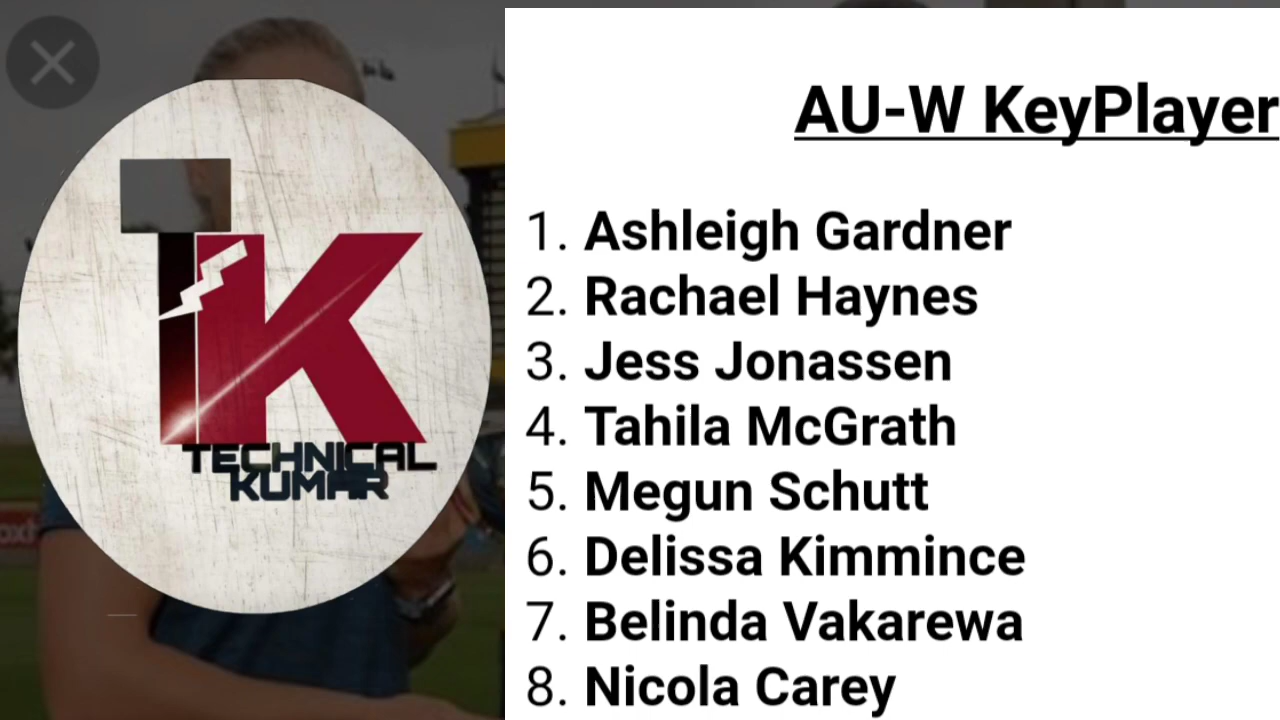 TK
TECHNICAL
KUMAR
AU-W KeyPlayer
1. Ashleigh Gardner
2. Rachael Haynes
3. Jess Jonassen
4. Tahila McGrath
5. Megun Schutt
6. Delissa Kimmince
7. Belinda Vakarewa
8. Nicola Carey